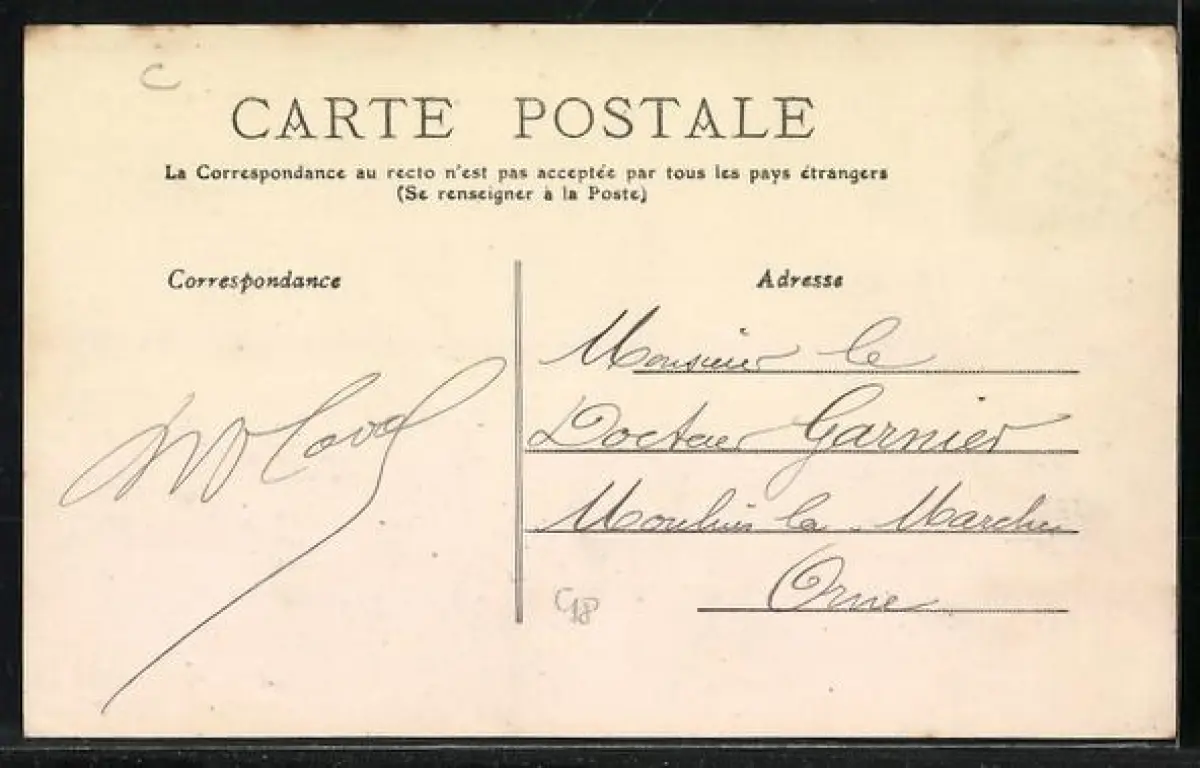 C
CARTE POSTALE
La Correspondance au recto n'est pas acceptée par tous les pays étrangers
(Se renseigner à la Poste)
Correspondance
Adresse
Monsieur le
Docteur Garnier
Moulins la Marche
Orne
C18